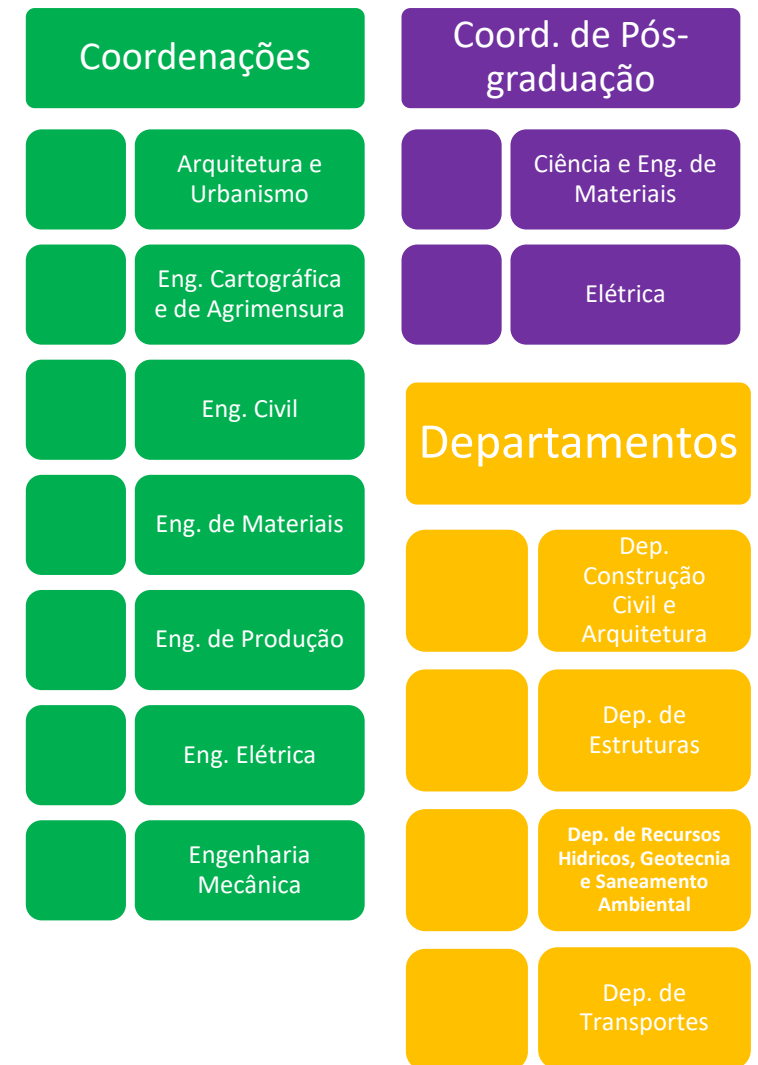 Coordenações
Arquitetura e
Urbanismo
Eng. Cartográfica
e de Agrimensura
Eng. Civil
Eng. de Materiais
Eng. de Produção
Eng. Elétrica
Engenharia
Mecânica
Coord. de Pós-
graduação
Ciência e Eng. de
Materiais
Elétrica
Departamentos
Dep.
Construção
Civil e
Arquitetura
Dep. de
Estruturas
Dep. de Recursos
Hidricos, Geotecnia
e Saneamento
Ambiental
Dep. de
Transportes